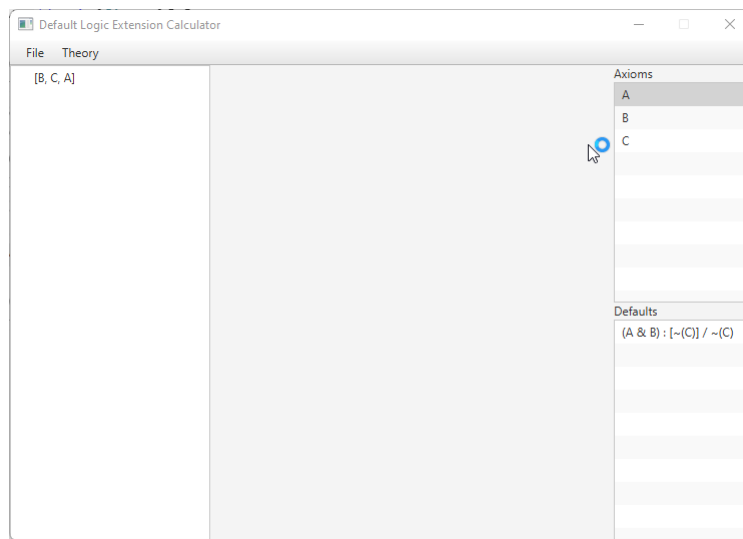 Default Logic Extension Calculator
File Theory
[B, C, A]
Axioms
A
B
C
Defaults
(A & B) : [~(C)] / ~(C)